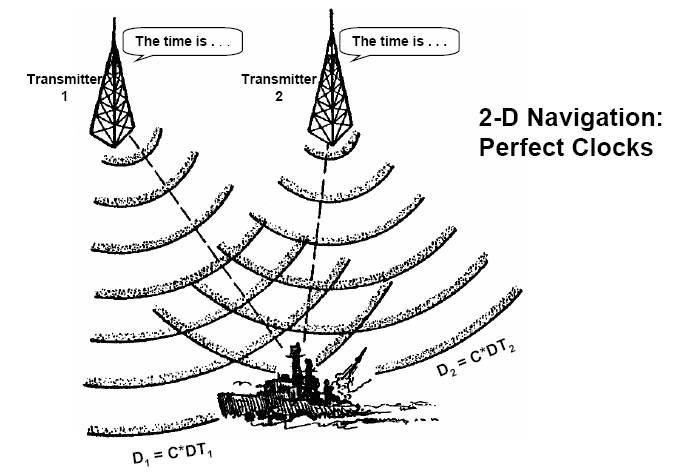 The time is . . .
The time is . . .
Transmitter
1
Transmitter
2
2-D Navigation:
Perfect Clocks
D₂ = C*DT₂
D₁ = C*DT₁